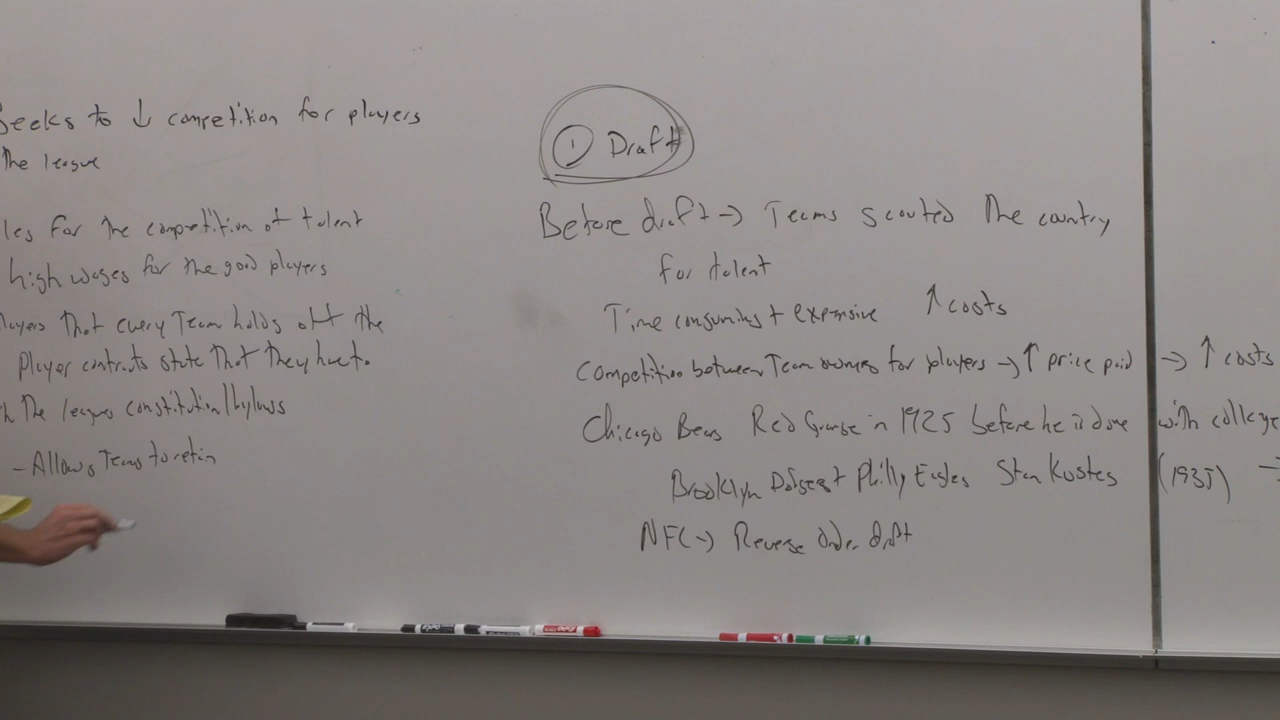 Seeks to ↓ competition for players
The league
les for the competition of talent
high wages for the good players
layers That every Team holds off the
Player contracts state That they have to
The leagues constitution/bylaws
- Allows Teams to retin
① Draft
Before draft → Teams scouted The country
for talent
Time consuming + expensive ↑ costs
Competition between Team owners for players → ↑ price paid → ↑ costs
Chicago Bears Red Grange in 1925 before he is done with college
Brooklyn Dodgers + Philly Eagles Stan Kostas (1935) →
→ Reverse Order draft